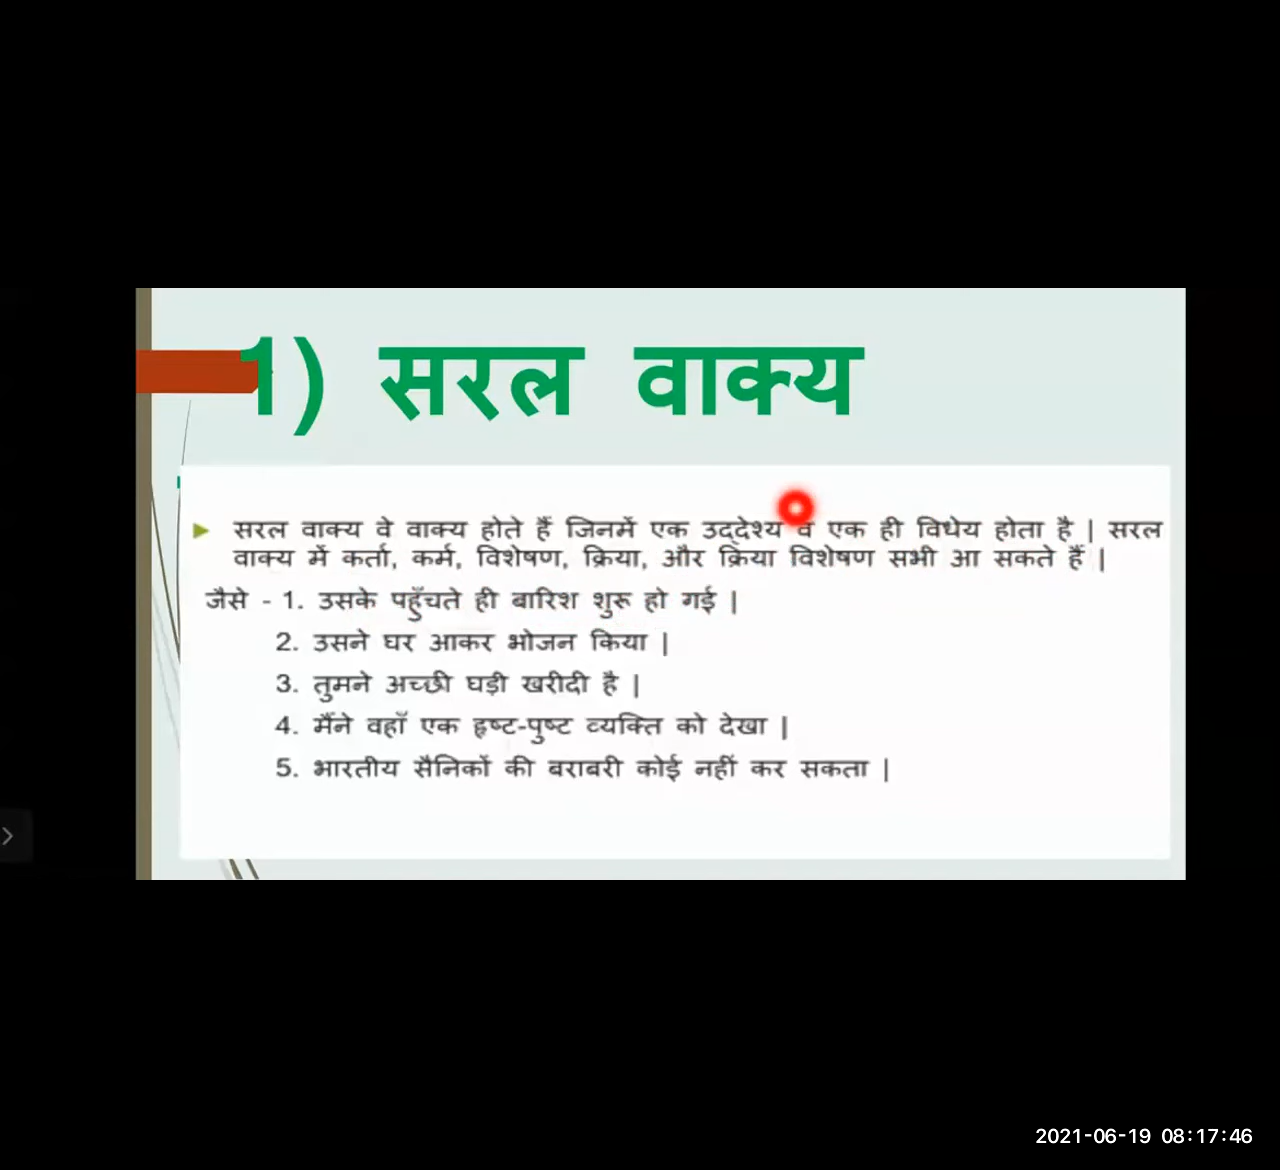 1) सरल वाक्य
सरल वाक्य वे वाक्य होते हैं जिनमें एक उद्देश्य व एक ही विधेय होता है | सरल
वाक्य में कर्ता, कर्म, विशेषण, क्रिया, और क्रिया विशेषण सभी आ सकते हैं |
जैसे - 1. उसके पहुँचते ही बारिश शुरू हो गई |
2. उसने घर आकर भोजन किया |
3. तुमने अच्छी घड़ी खरीदी है |
4. मैंने वहाँ एक हृष्ट-पुष्ट व्यक्ति को देखा |
5. भारतीय सैनिकों की बराबरी कोई नहीं कर सकता |
2021-06-19 08:17:46